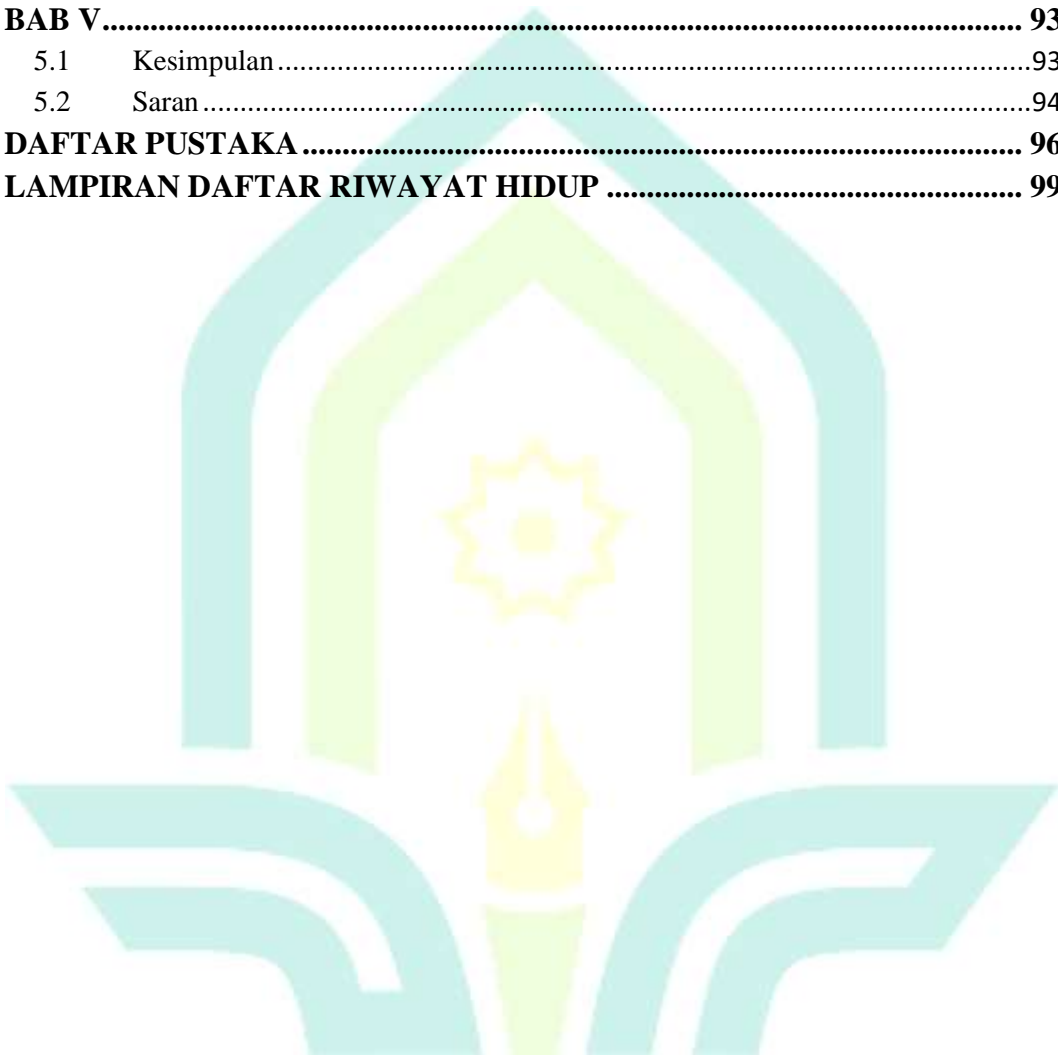 BAB V.......................................................................................................... 93
5.1 Kesimpulan..........................................................................................................93
5.2 Saran..........................................................................................................94
DAFTAR PUSTAKA.......................................................................................... 96
LAMPIRAN DAFTAR RIWAYAT HIDUP.................................................... 99